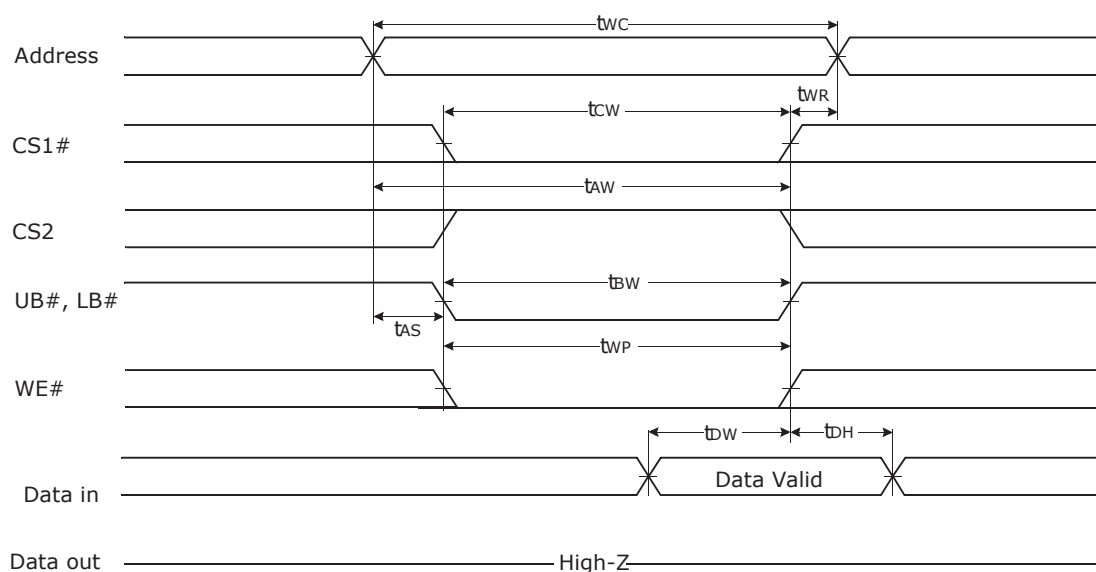 tWC
Address
tWR
tCW
CS1#
tAW
CS2
tBW
UB#, LB#
tAS
tWP
WE#
tDW
tDH
Data Valid
Data in
Data out
High-Z